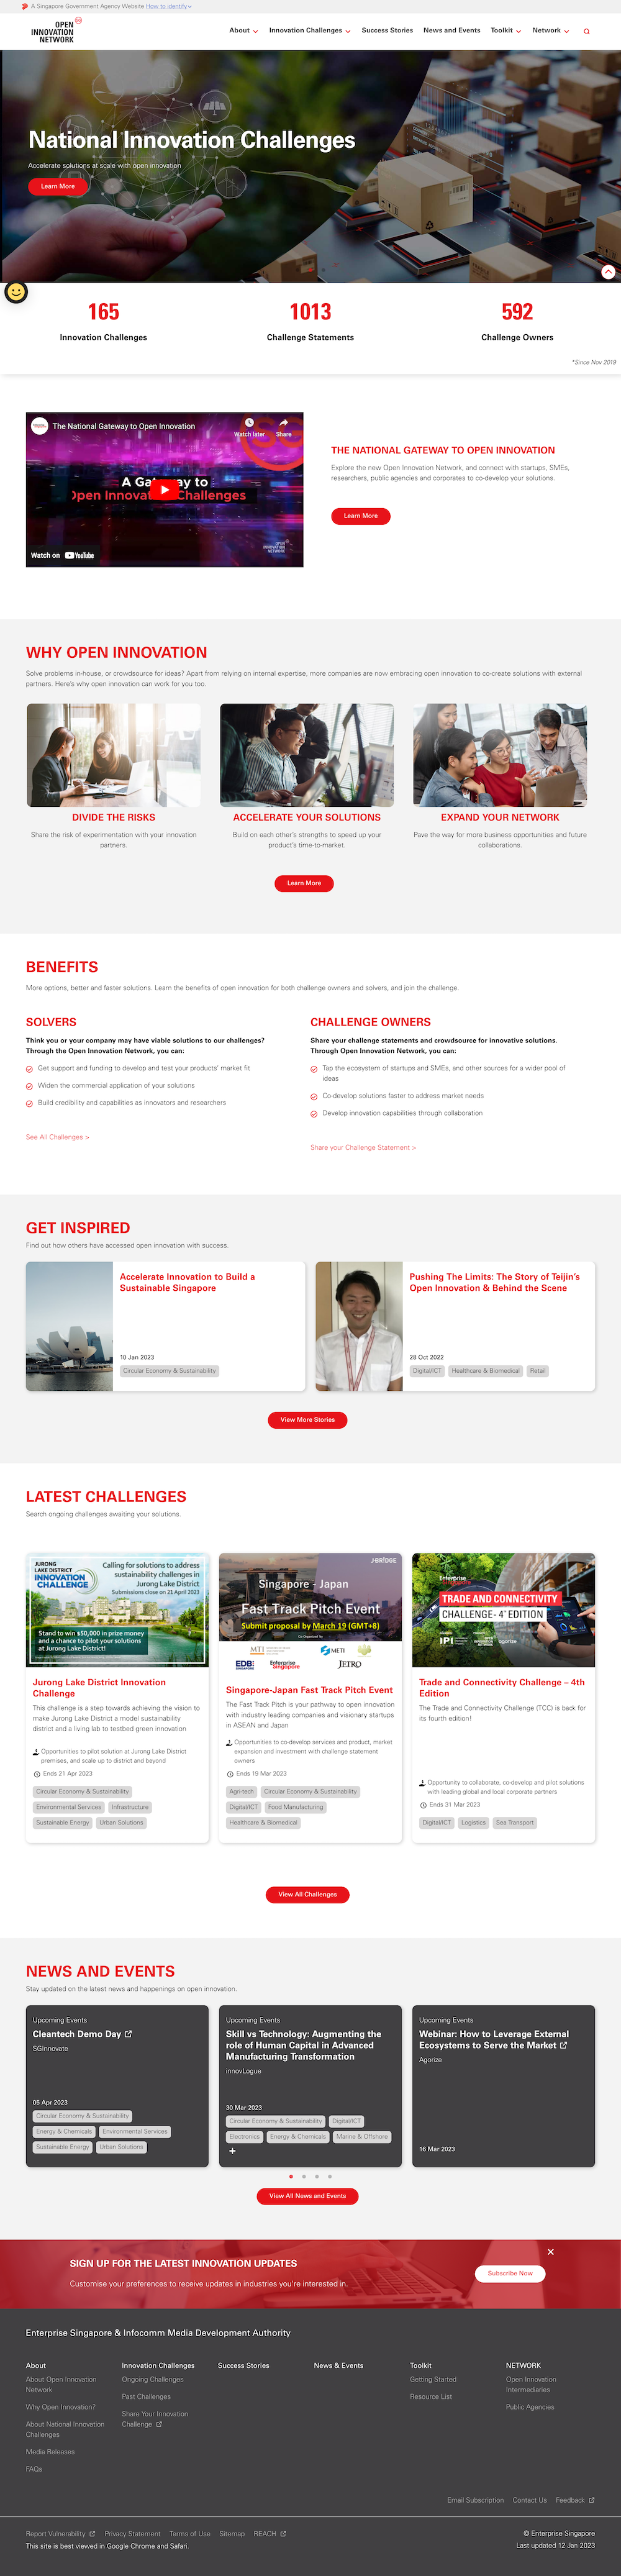 A Singapore Government Agency Website How to identify
OPEN
INNOVATION
NETWORK
About
Innovation Challenges
Success Stories
News and Events
Toolkit
Network
National Innovation Challenges
Accelerate solutions at scale with open innovation
Learn More
165
1013
592
Innovation Challenges
Challenge Statements
Challenge Owners
*Since Nov 2019
The National Gateway to Open Innovation
Watch later
Share
A Gateway to
Open Innovation Challenges
Watch on YouTube
OPEN
INNOVATION
NETWORK
THE NATIONAL GATEWAY TO OPEN INNOVATION
Explore the new Open Innovation Network, and connect with startups, SMEs,
researchers, public agencies and corporates to co-develop your solutions.
Learn More
WHY OPEN INNOVATION
Solve problems in-house, or crowdsource for ideas? Apart from relying on internal expertise, more companies are now embracing open innovation to co-create solutions with external
partners. Here's why open innovation can work for you too.
DIVIDE THE RISKS
Share the risk of experimentation with your innovation
partners.
ACCELERATE YOUR SOLUTIONS
Build on each other's strengths to speed up your
product's time-to-market.
EXPAND YOUR NETWORK
Pave the way for more business opportunities and future
collaborations.
Learn More
BENEFITS
More options, better and faster solutions. Learn the benefits of open innovation for both challenge owners and solvers, and join the challenge.
SOLVERS
Think you or your company may have viable solutions to our challenges?
Through the Open Innovation Network, you can:
Get support and funding to develop and test your products' market fit
Widen the commercial application of your solutions
Build credibility and capabilities as innovators and researchers
See All Challenges >
CHALLENGE OWNERS
Share your challenge statements and crowdsource for innovative solutions.
Through Open Innovation Network, you can:
Tap the ecosystem of startups and SMEs, and other sources for a wider pool of
ideas
Co-develop solutions faster to address market needs
Develop innovation capabilities through collaboration
Share your Challenge Statement >
GET INSPIRED
Find out how others have accessed open innovation with success.
Accelerate Innovation to Build a
Sustainable Singapore
10 Jan 2023
Circular Economy & Sustainability
Pushing The Limits: The Story of Teijin's
Open Innovation & Behind the Scene
28 Oct 2022
Digital/ICT
Healthcare & Biomedical
Retail
View More Stories
LATEST CHALLENGES
Search ongoing challenges awaiting your solutions.
JURONG
LAKE DISTRICT
INNOVATION
CHALLENGE
Calling for solutions to address
sustainability challenges in
Jurong Lake District
Submissions close on 21 April 2023
Stand to win $50,000 in prize money
and a chance to pilot your solutions
at Jurong Lake District!
Jurong Lake District Innovation
Challenge
This challenge is a step towards achieving the vision to
make Jurong Lake District a model sustainability
district and a living lab to testbed green innovation
Opportunities to pilot solution at Jurong Lake District
premises, and scale up to district and beyond
Ends 21 Apr 2023
Circular Economy & Sustainability
Environmental Services
Infrastructure
Sustainable Energy
Urban Solutions
J-BRIDGE
Singapore - Japan
Fast Track Pitch Event
Submit proposal by March 19 (GMT+8)
Co-Organised by
MTI
METI
EDB
Enterprise
Singapore
JETRO
Singapore-Japan Fast Track Pitch Event
The Fast Track Pitch is your pathway to open innovation
with industry leading companies and visionary startups
in ASEAN and Japan
Opportunities to co-develop services and product, market
expansion and investment with challenge statement
owners
Ends 19 Mar 2023
Agri-tech
Circular Economy & Sustainability
Digital/ICT
Food Manufacturing
Healthcare & Biomedical
Enterprise
Singapore
TRADE AND CONNECTIVITY
CHALLENGE - 4TH EDITION
IPI
agorize
Trade and Connectivity Challenge – 4th
Edition
The Trade and Connectivity Challenge (TCC) is back for
its fourth edition!
Opportunity to collaborate, co-develop and pilot solutions
with leading global and local corporate partners
Ends 31 Mar 2023
Digital/ICT
Logistics
Sea Transport
View All Challenges
NEWS AND EVENTS
Stay updated on the latest news and happenings on open innovation.
Upcoming Events
Cleantech Demo Day
SGInnovate
05 Apr 2023
Circular Economy & Sustainability
Energy & Chemicals
Environmental Services
Sustainable Energy
Urban Solutions
Upcoming Events
Skill vs Technology: Augmenting the
role of Human Capital in Advanced
Manufacturing Transformation
innovLogue
30 Mar 2023
Circular Economy & Sustainability
Digital/ICT
Electronics
Energy & Chemicals
Marine & Offshore
+
Upcoming Events
Webinar: How to Leverage External
Ecosystems to Serve the Market
Agorize
16 Mar 2023
View All News and Events
SIGN UP FOR THE LATEST INNOVATION UPDATES
Customise your preferences to receive updates in industries you're interested in.
Subscribe Now
Enterprise Singapore & Infocomm Media Development Authority
About
About Open Innovation
Network
Why Open Innovation?
About National Innovation
Challenges
Media Releases
FAQs
Innovation Challenges
Ongoing Challenges
Past Challenges
Share Your Innovation
Challenge
Success Stories
News & Events
Toolkit
Getting Started
Resource List
NETWORK
Open Innovation
Intermediaries
Public Agencies
Email Subscription
Contact Us
Feedback
Report Vulnerability
Privacy Statement
Terms of Use
Sitemap
REACH
© Enterprise Singapore
This site is best viewed in Google Chrome and Safari.
Last updated 12 Jan 2023